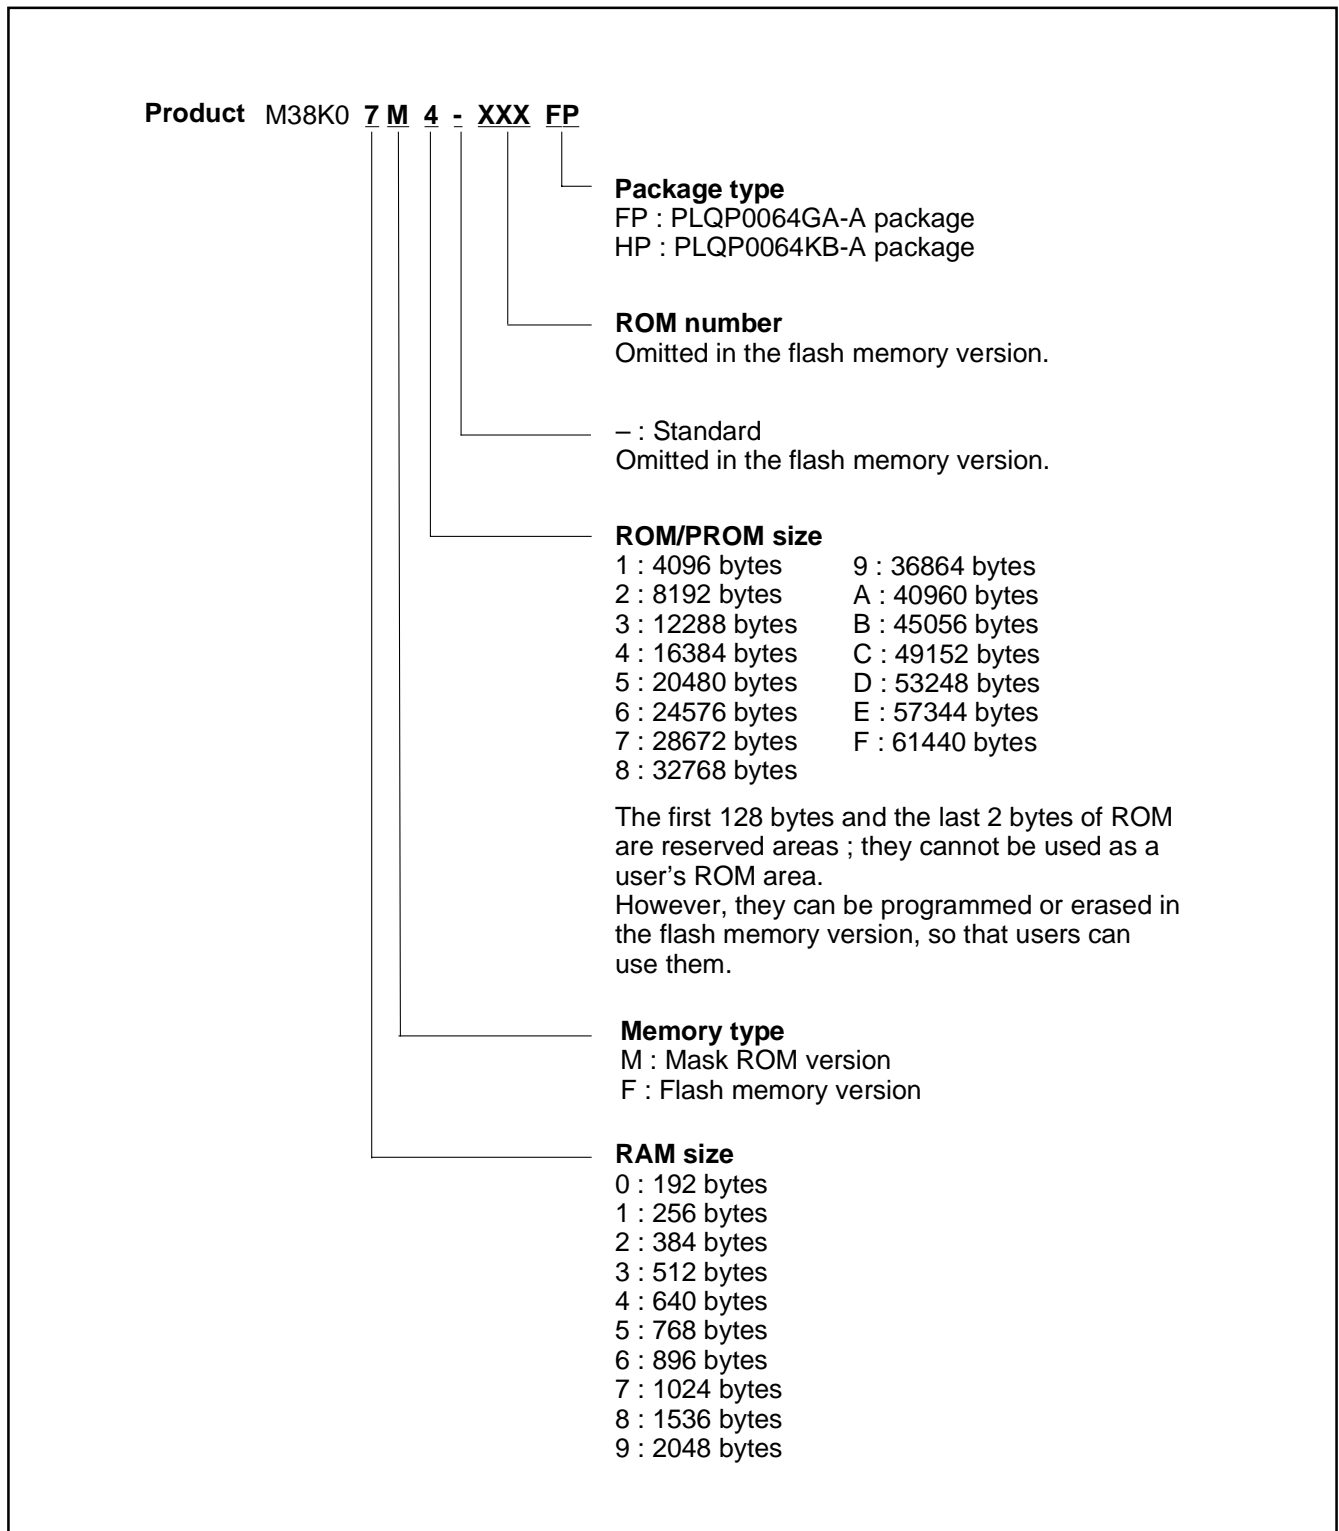 Product M38K0 7 M 4 - XXX FP
Package type
FP : PLQP0064GA-A package
HP : PLQP0064KB-A package
ROM number
Omitted in the flash memory version.
– : Standard
Omitted in the flash memory version.
ROM/PROM size
1 : 4096 bytes
2 : 8192 bytes
3 : 12288 bytes
4 : 16384 bytes
5 : 20480 bytes
6 : 24576 bytes
7 : 28672 bytes
8 : 32768 bytes
9 : 36864 bytes
A : 40960 bytes
B : 45056 bytes
C : 49152 bytes
D : 53248 bytes
E : 57344 bytes
F : 61440 bytes
The first 128 bytes and the last 2 bytes of ROM
are reserved areas ; they cannot be used as a
user’s ROM area.
However, they can be programmed or erased in
the flash memory version, so that users can
use them.
Memory type
M : Mask ROM version
F : Flash memory version
RAM size
0 : 192 bytes
1 : 256 bytes
2 : 384 bytes
3 : 512 bytes
4 : 640 bytes
5 : 768 bytes
6 : 896 bytes
7 : 1024 bytes
8 : 1536 bytes
9 : 2048 bytes